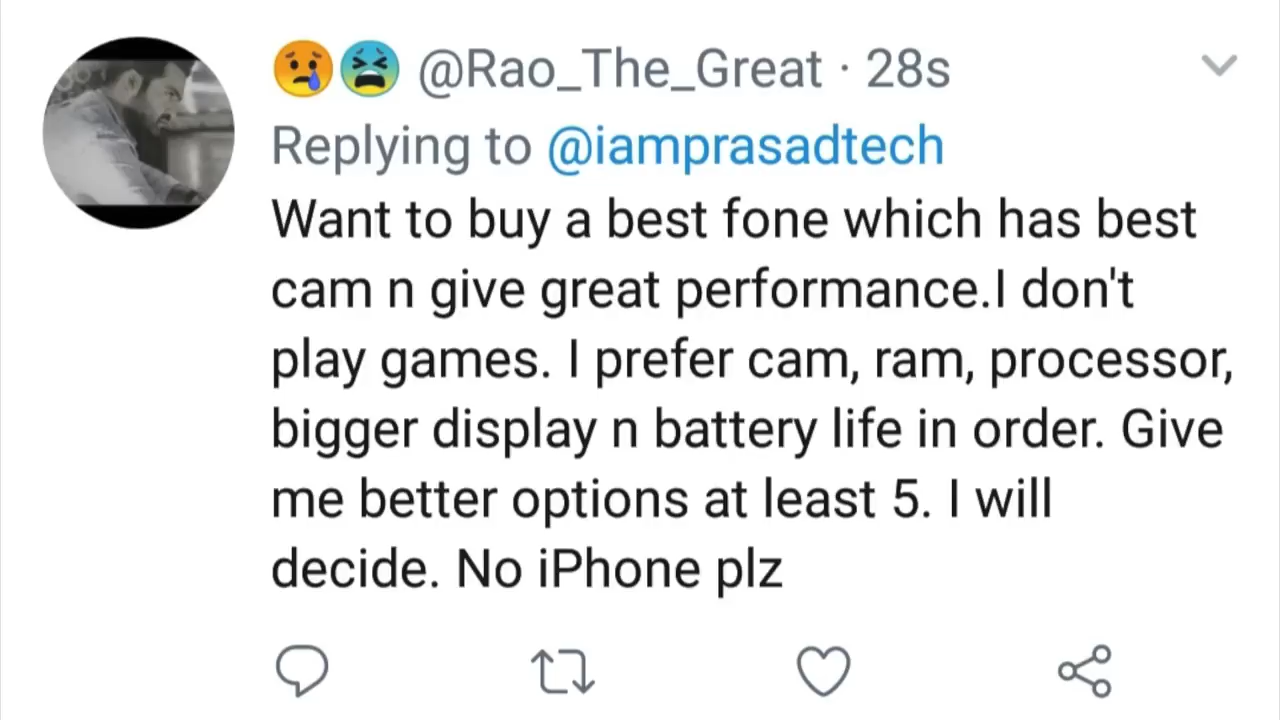 😢😫 @Rao_The_Great · 28s
Replying to @iamprasadtech
Want to buy a best fone which has best
cam n give great performance.I don't
play games. I prefer cam, ram, processor,
bigger display n battery life in order. Give
me better options at least 5. I will
decide. No iPhone plz